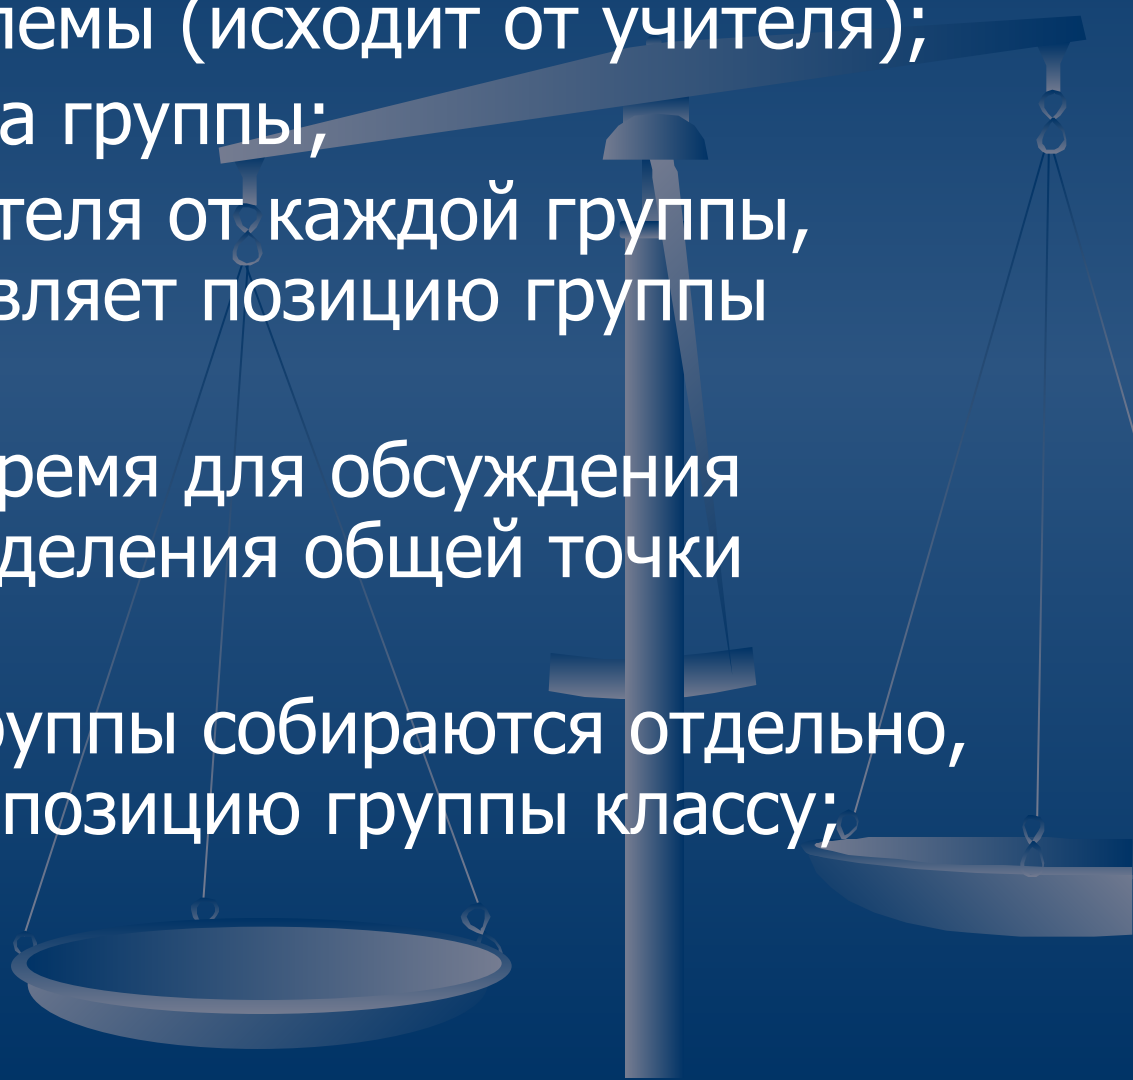 лемы (исходит от учителя);
а группы;
теля от каждой группы,
вляет позицию группы
ремя для обсуждения
деления общей точки
руппы собираются отдельно,
позицию группы классу;